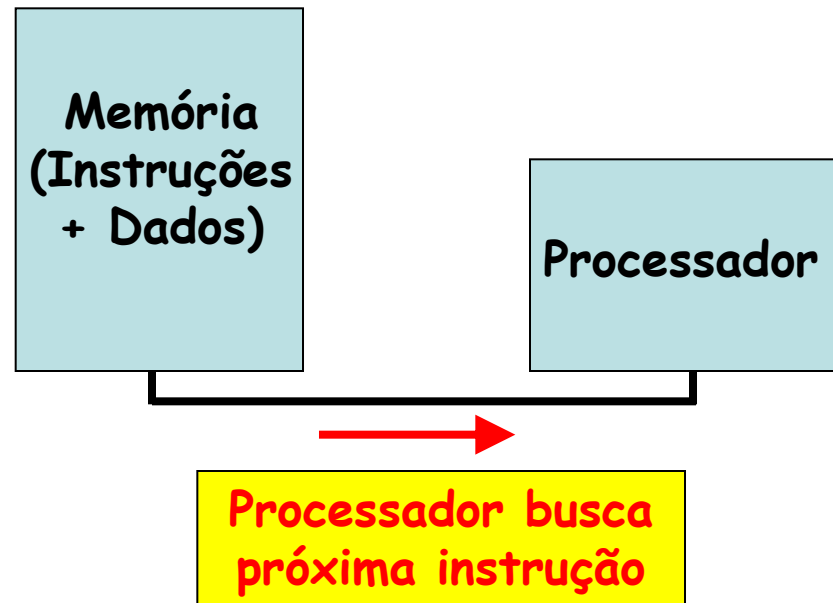 Memória
(Instruções
+ Dados)
Processador
Processador busca
próxima instrução